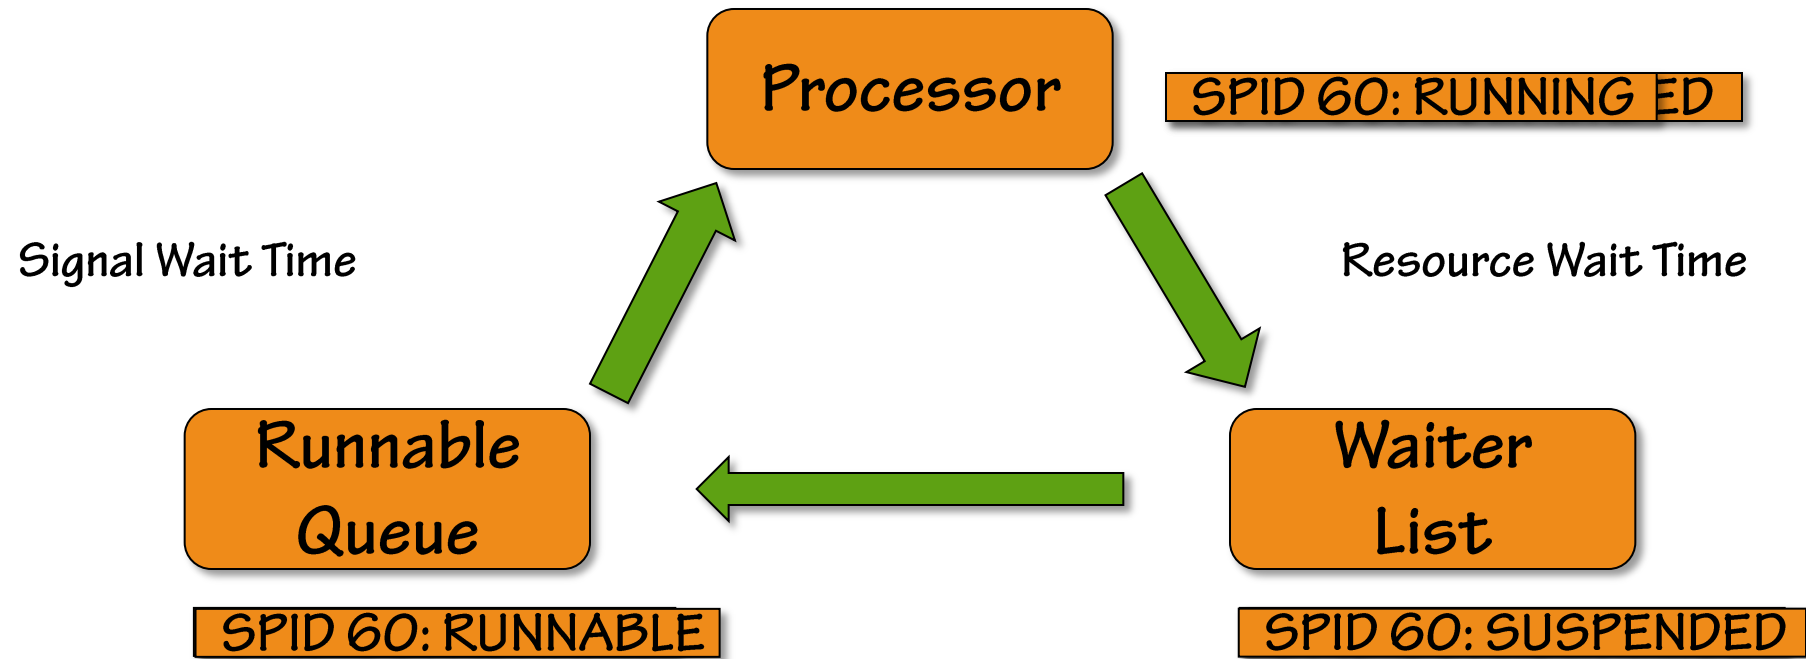 Processor
SPID 60: RUNNING ED
Signal Wait Time
Resource Wait Time
Runnable
Queue
Waiter
List
SPID 60: RUNNABLE
SPID 60: SUSPENDED